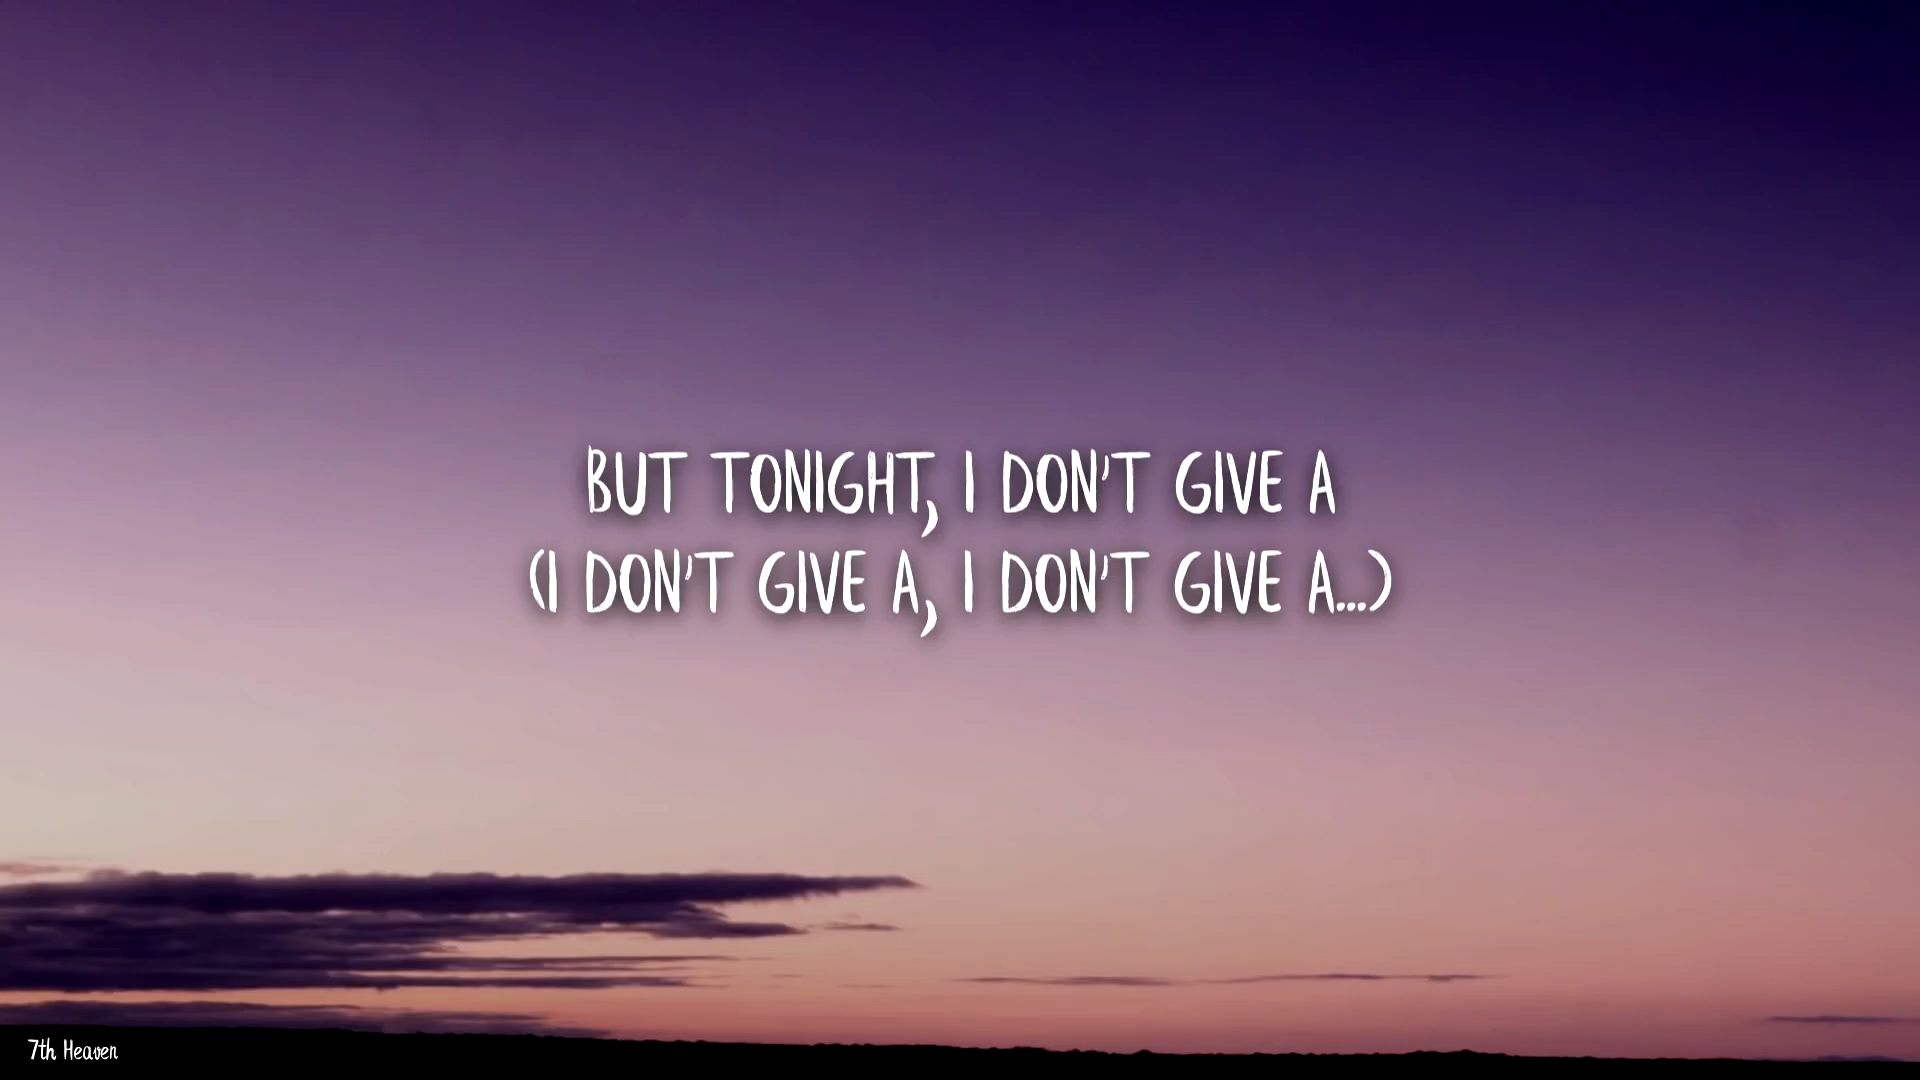 BUT TONIGHT, I DON'T GIVE A
(I DON'T GIVE A, I DON'T GIVE A...)
7th Heaven